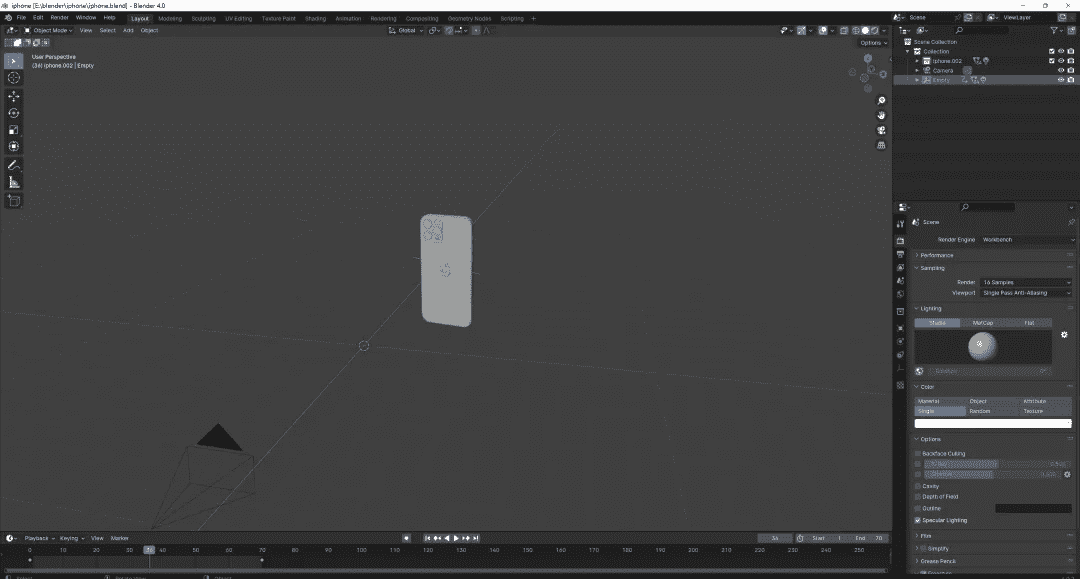 iphone [E:\blender\iphone\iphone.blend] - Blender 4.0
File Edit Render Window Help Layout Modeling Sculpting UV Editing Texture Paint Shading Animation Rendering Compositing Geometry Nodes Scripting + Scene ViewLayer
Object Mode View Select Add Object Global
Options
User Perspective
(34) iphone.002 | Empty
Scene Collection
Collection
iphone.002
Camera
Empty
Scene
Render Engine Workbench
Performance
Sampling
Render 16 Samples
Viewport Single Pass Anti-Aliasing
Lighting
Studio MatCap Flat
Color
Material Object Attribute
Single Random Texture
Options
Backface Culling
Cavity
Depth of Field
Outline
Specular Lighting
Film
Simplify
Grease Pencil
Playback Keying View Marker 34 Start 1 End 70
0 10 20 30 34 50 60 70 80 90 100 110 120 130 140 150 160 170 180 190 200 210 220 230 240 250